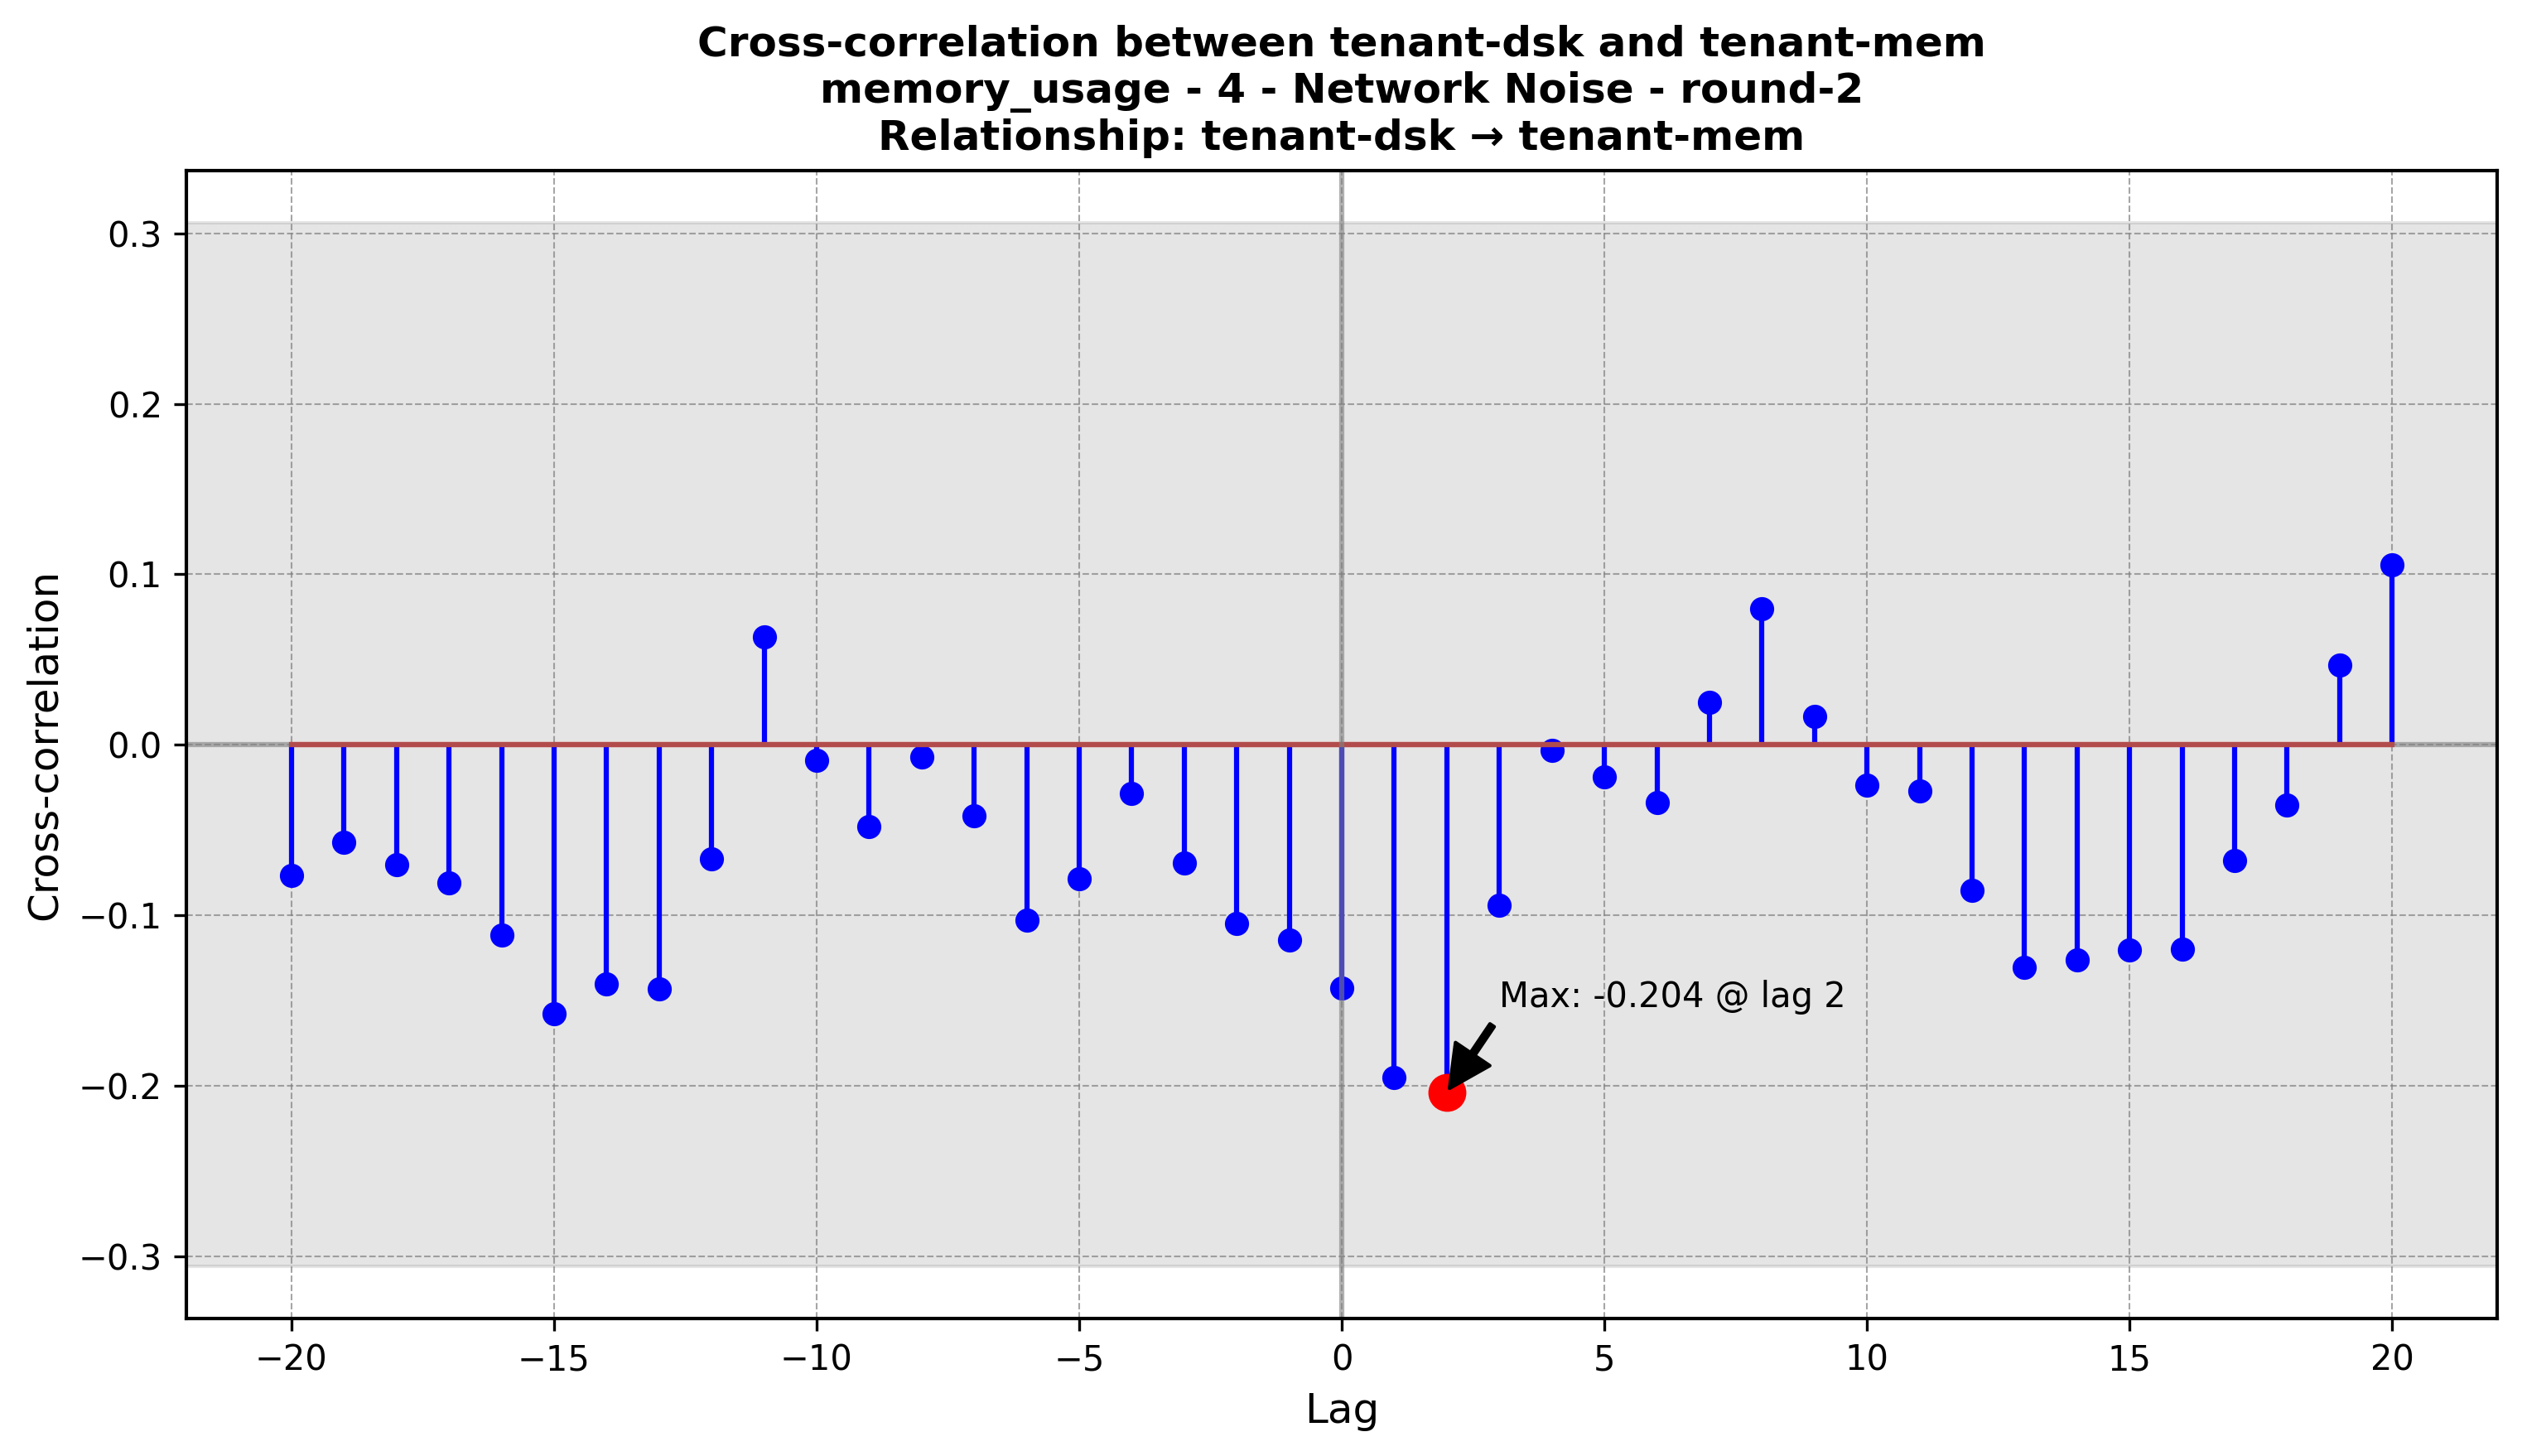 Cross-correlation between tenant-dsk and tenant-mem
memory_usage - 4 - Network Noise - round-2
Relationship: tenant-dsk → tenant-mem
0.3
0.2
0.1
0.0
−0.1
−0.2
−0.3
Cross-correlation
Max: -0.204 @ lag 2
−20
−15
−10
−5
0
5
10
15
20
Lag